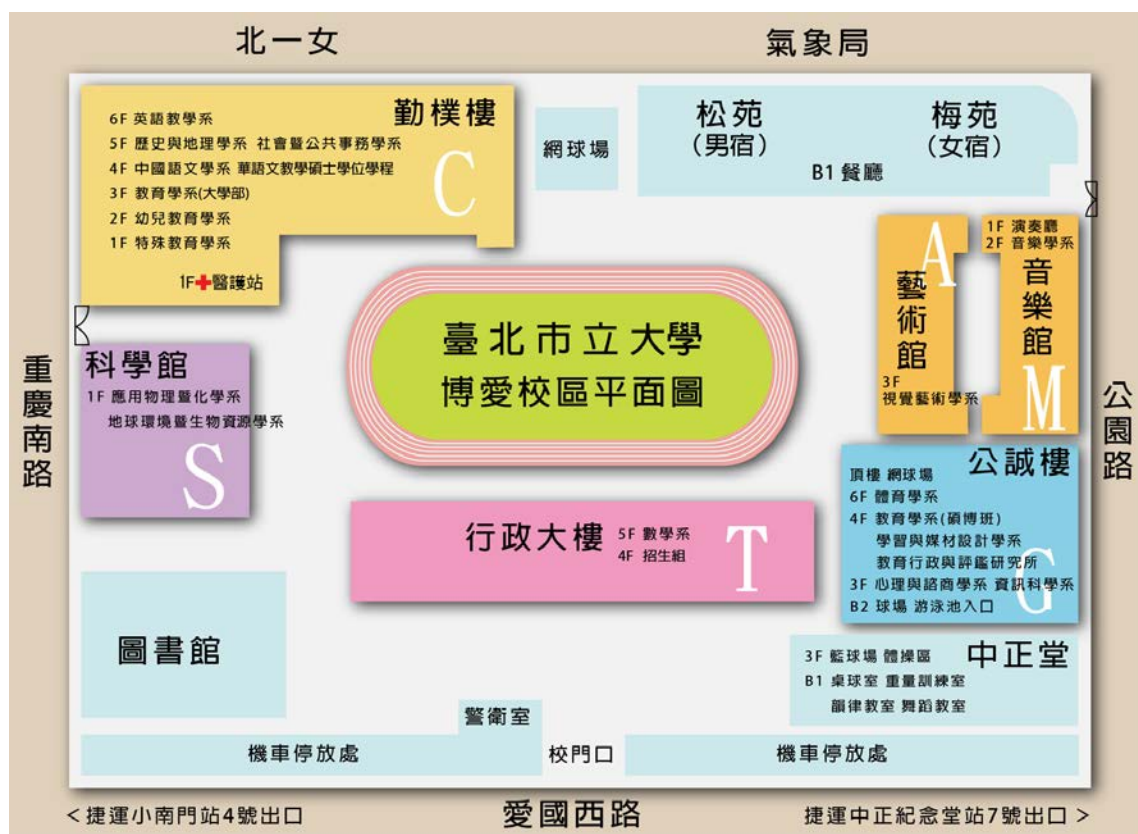 北一女
氣象局
勤樸樓
6F 英語教學系
5F 歷史與地理學系 社會暨公共事務學系
4F 中國語文學系 華語文教學碩士學位學程
3F 教育學系(大學部)
2F 幼兒教育學系
1F 特殊教育學系
1F 醫護站
C
網球場
松苑
(男宿)
梅苑
(女宿)
B1 餐廳
A
藝術館
3F
視覺藝術學系
1F 演奏廳
2F 音樂學系
音樂館
M
臺北市立大學
博愛校區平面圖
重慶南路
科學館
1F 應用物理暨化學系
地球環境暨生物資源學系
S
公園路
公誠樓
頂樓 網球場
6F 體育學系
4F 教育學系(碩博班)
學習與媒材設計學系
教育行政與評鑑研究所
3F 心理與諮商學系 資訊科學系
B2 球場 游泳池入口
G
行政大樓
5F 數學系
4F 招生組
T
圖書館
中正堂
3F 籃球場 體操區
B1 桌球室 重量訓練室
韻律教室 舞蹈教室
警衛室
機車停放處
校門口
機車停放處
<捷運小南門站4號出口
愛國西路
捷運中正紀念堂站7號出口>